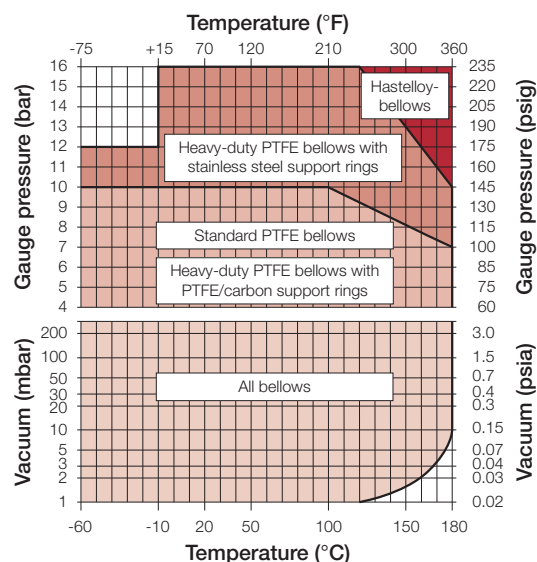 Temperature (°F)
-75 +15 70 120 210 300 360
Gauge pressure (bar)
16
15
14
13
12
11
10
9
8
7
6
5
4
235
220
205
190
175
150
145
130
115
100
85
75
60
Gauge pressure (psig)
Hastelloy-
bellows
Heavy-duty PTFE bellows with
stainless steel support rings
Standard PTFE bellows
Heavy-duty PTFE bellows with
PTFE/carbon support rings
Vacuum (mbar)
200
100
50
30
20
10
5
3
2
1
3.0
1.5
0.7
0.4
0.3
0.15
0.07
0.04
0.03
0.02
Vacuum (psia)
All bellows
-60 -10 20 50 100 150 180
Temperature (°C)